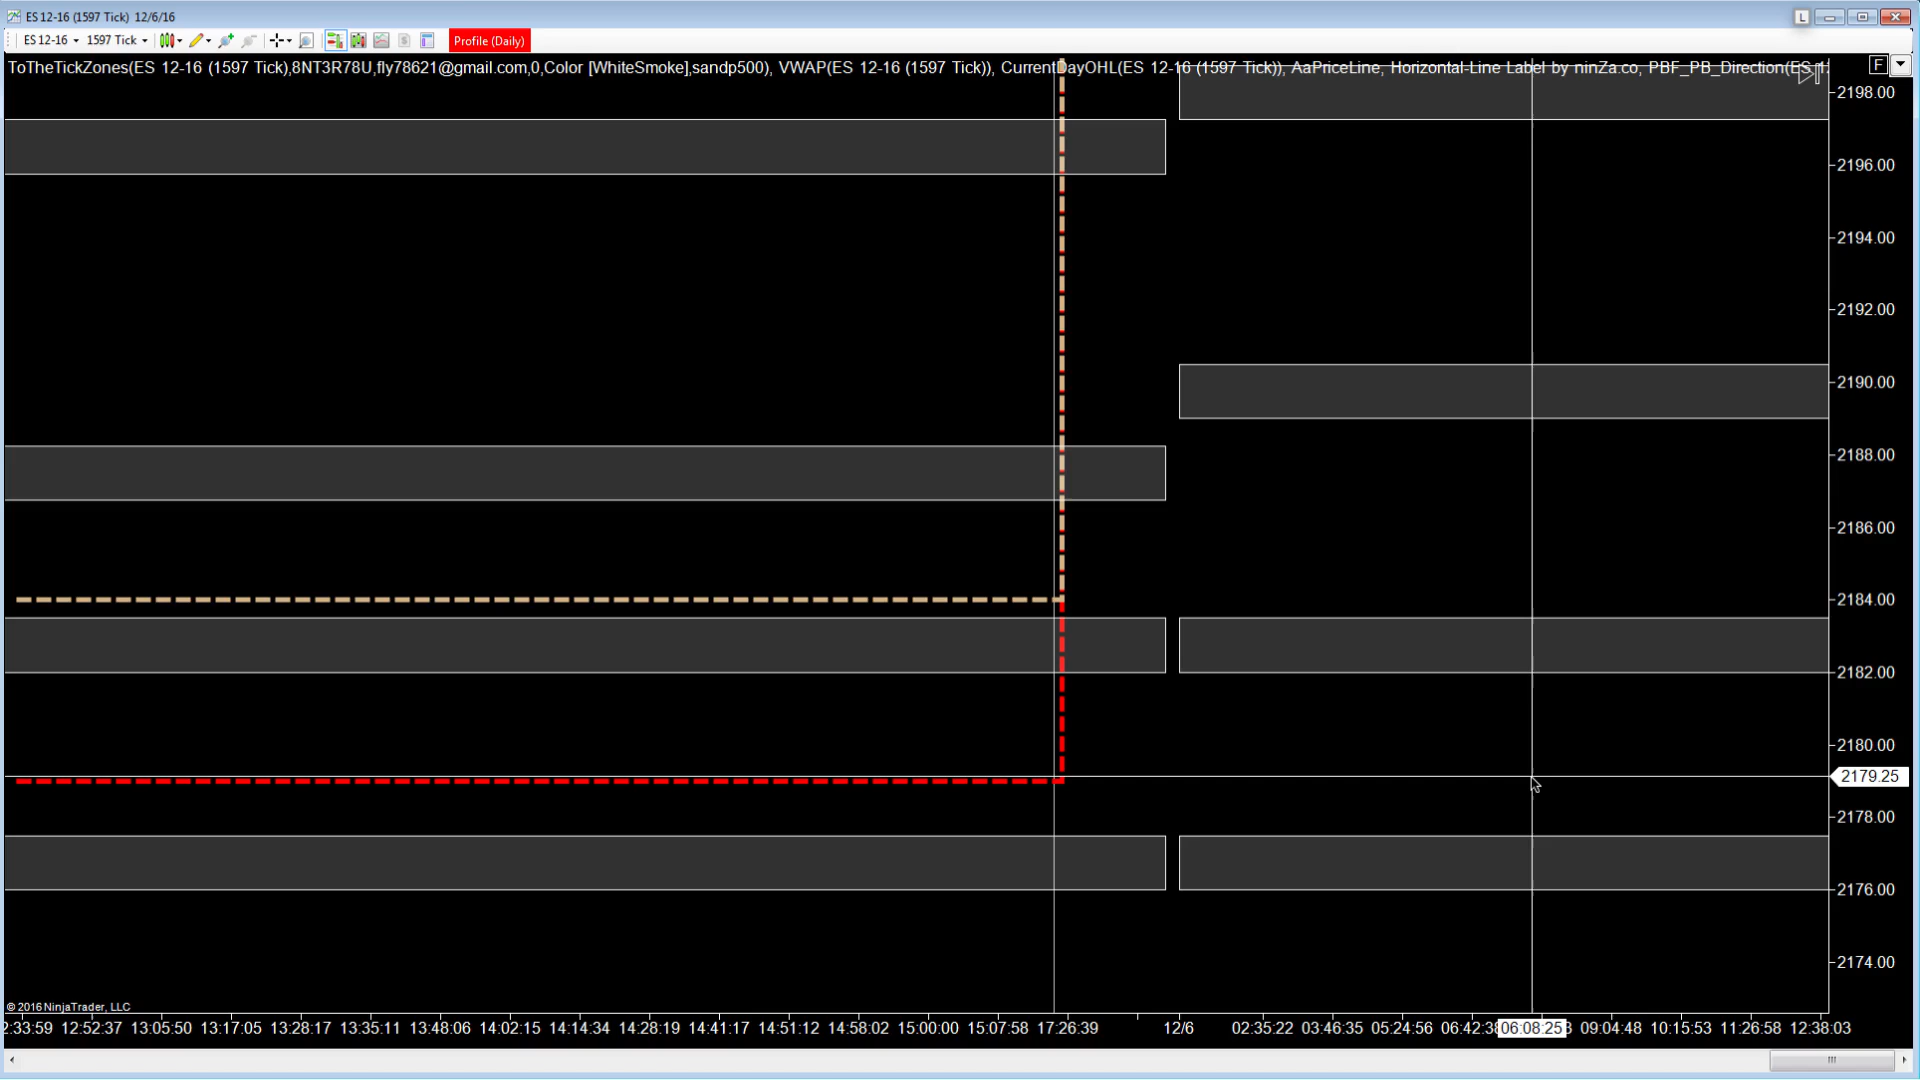 ES 12-16 (1597 Tick)  12/6/16
L
ES 12-16
1597 Tick
Profile (Daily)
ToTheTickZones(ES 12-16 (1597 Tick),8NT3R78U,fly78621@gmail.com,0,Color [WhiteSmoke],sandp500), VWAP(ES 12-16 (1597 Tick)), CurrentDayOHL(ES 12-16 (1597 Tick)), AaPriceLine, Horizontal-Line Label by ninZa.co, PBF_PB_Direction(ES
F
2198.00
2196.00
2194.00
2192.00
2190.00
2188.00
2186.00
2184.00
2182.00
2180.00
2179.25
2178.00
2176.00
2174.00
© 2016 NinjaTrader, LLC
2:33:59 12:52:37 13:05:50 13:17:05 13:28:17 13:35:11 13:48:06 14:02:15 14:14:34 14:28:19 14:41:17 14:51:12 14:58:02 15:00:00 15:07:58 17:26:39 12/6 02:35:22 03:46:35 05:24:56 06:42:38 06:08:25 09:04:48 10:15:53 11:26:58 12:38:03